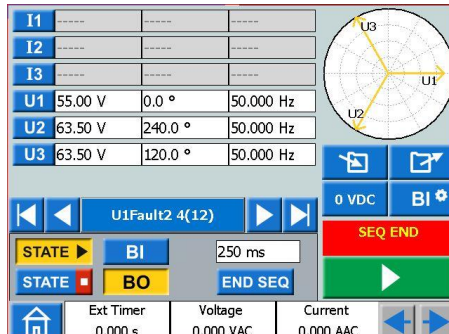 I1 ----- ----- -----
I2 ----- ----- -----
I3 ----- ----- -----
U1 55.00 V 0.0 ° 50.000 Hz
U2 63.50 V 240.0 ° 50.000 Hz
U3 63.50 V 120.0 ° 50.000 Hz
U3
U1
U2
0 VDC BI
U1Fault2 4(12)
SEQ END
STATE BI 250 ms
STATE BO END SEQ
Ext Timer Voltage Current
0.000 s 0.000 VAC 0.000 AAC